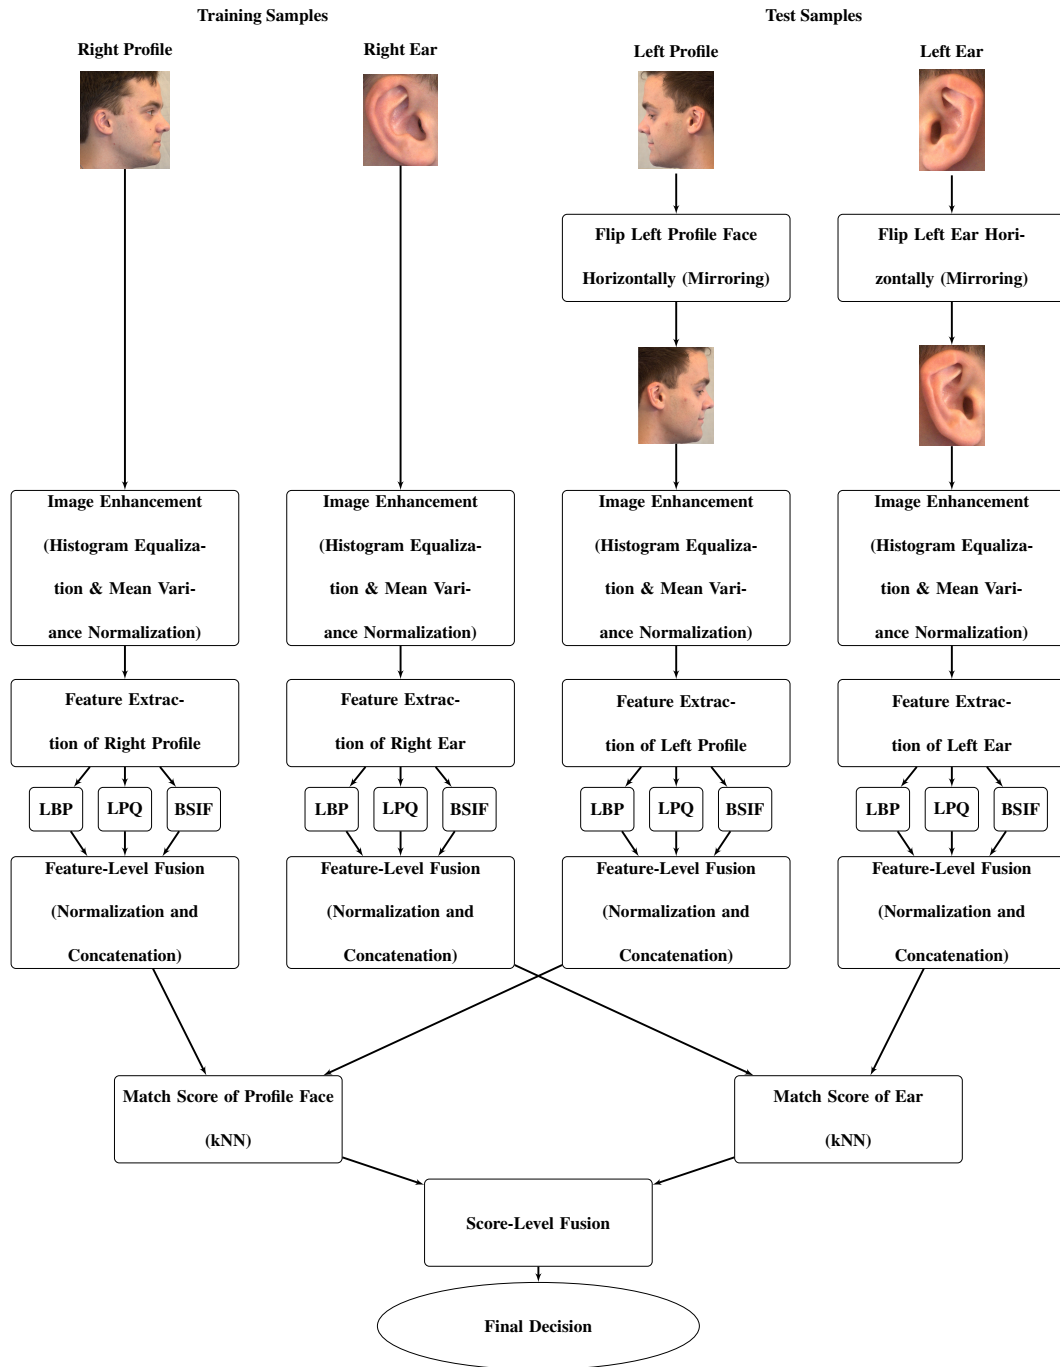 Training Samples
Test Samples
Right Profile
Right Ear
Left Profile
Left Ear
Flip Left Profile Face
Horizontally (Mirroring)
Flip Left Ear Hori-
zontally (Mirroring)
Image Enhancement
(Histogram Equaliza-
tion & Mean Vari-
ance Normalization)
Image Enhancement
(Histogram Equaliza-
tion & Mean Vari-
ance Normalization)
Image Enhancement
(Histogram Equaliza-
tion & Mean Vari-
ance Normalization)
Image Enhancement
(Histogram Equaliza-
tion & Mean Vari-
ance Normalization)
Feature Extrac-
tion of Right Profile
Feature Extrac-
tion of Right Ear
Feature Extrac-
tion of Left Profile
Feature Extrac-
tion of Left Ear
LBP
LPQ
BSIF
LBP
LPQ
BSIF
LBP
LPQ
BSIF
LBP
LPQ
BSIF
Feature-Level Fusion
(Normalization and
Concatenation)
Feature-Level Fusion
(Normalization and
Concatenation)
Feature-Level Fusion
(Normalization and
Concatenation)
Feature-Level Fusion
(Normalization and
Concatenation)
Match Score of Profile Face
(kNN)
Match Score of Ear
(kNN)
Score-Level Fusion
Final Decision